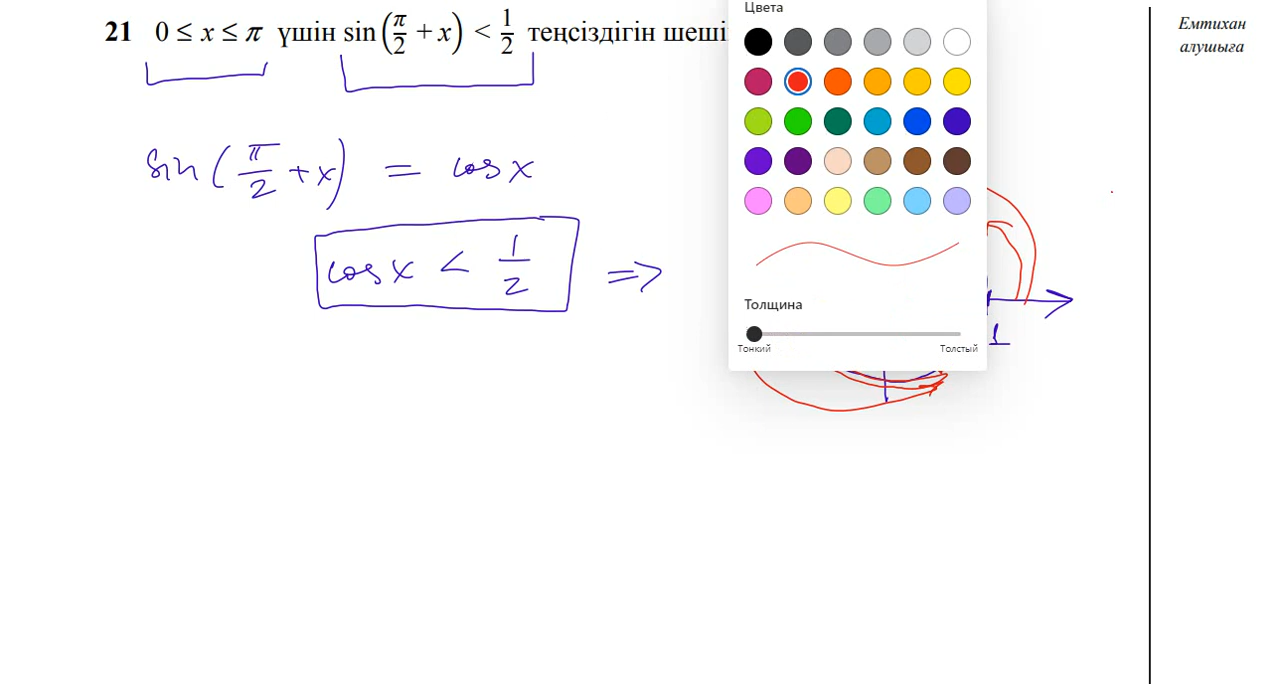 21 0 ≤ x ≤ π үшін sin(π/2 + x) < 1/2 теңсіздігін
sin(π/2 + x) = cos x
cos x < 1/2 ⇒
Цвета
Толщина
Тонкий Толстый
1
Емтихан
алушыға